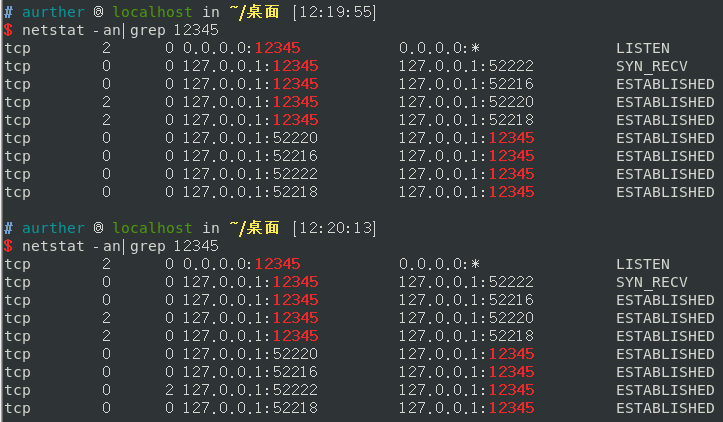 # aurther @ localhost in ~/桌面 [12:19:55]
$ netstat -an|grep 12345
tcp        2      0 0.0.0.0:12345           0.0.0.0:*               LISTEN
tcp        0      0 127.0.0.1:12345         127.0.0.1:52222         SYN_RECV
tcp        0      0 127.0.0.1:12345         127.0.0.1:52216         ESTABLISHED
tcp        2      0 127.0.0.1:12345         127.0.0.1:52220         ESTABLISHED
tcp        2      0 127.0.0.1:12345         127.0.0.1:52218         ESTABLISHED
tcp        0      0 127.0.0.1:52220         127.0.0.1:12345         ESTABLISHED
tcp        0      0 127.0.0.1:52216         127.0.0.1:12345         ESTABLISHED
tcp        0      0 127.0.0.1:52222         127.0.0.1:12345         ESTABLISHED
tcp        0      0 127.0.0.1:52218         127.0.0.1:12345         ESTABLISHED
# aurther @ localhost in ~/桌面 [12:20:13]
$ netstat -an|grep 12345
tcp        2      0 0.0.0.0:12345           0.0.0.0:*               LISTEN
tcp        0      0 127.0.0.1:12345         127.0.0.1:52222         SYN_RECV
tcp        0      0 127.0.0.1:12345         127.0.0.1:52216         ESTABLISHED
tcp        2      0 127.0.0.1:12345         127.0.0.1:52220         ESTABLISHED
tcp        2      0 127.0.0.1:12345         127.0.0.1:52218         ESTABLISHED
tcp        0      0 127.0.0.1:52220         127.0.0.1:12345         ESTABLISHED
tcp        0      0 127.0.0.1:52216         127.0.0.1:12345         ESTABLISHED
tcp        0      2 127.0.0.1:52222         127.0.0.1:12345         ESTABLISHED
tcp        0      0 127.0.0.1:52218         127.0.0.1:12345         ESTABLISHED